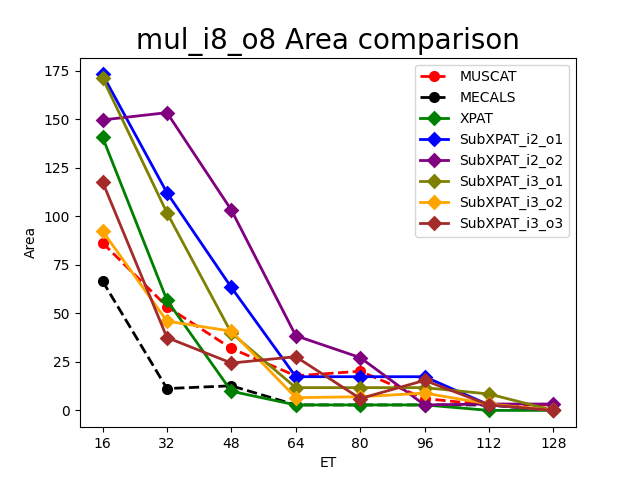 mul_i8_o8 Area comparison
175
150
125
100
75
50
25
0
Area
16 32 48 64 80 96 112 128
ET
MUSCAT
MECALS
XPAT
SubXPAT_i2_o1
SubXPAT_i2_o2
SubXPAT_i3_o1
SubXPAT_i3_o2
SubXPAT_i3_o3